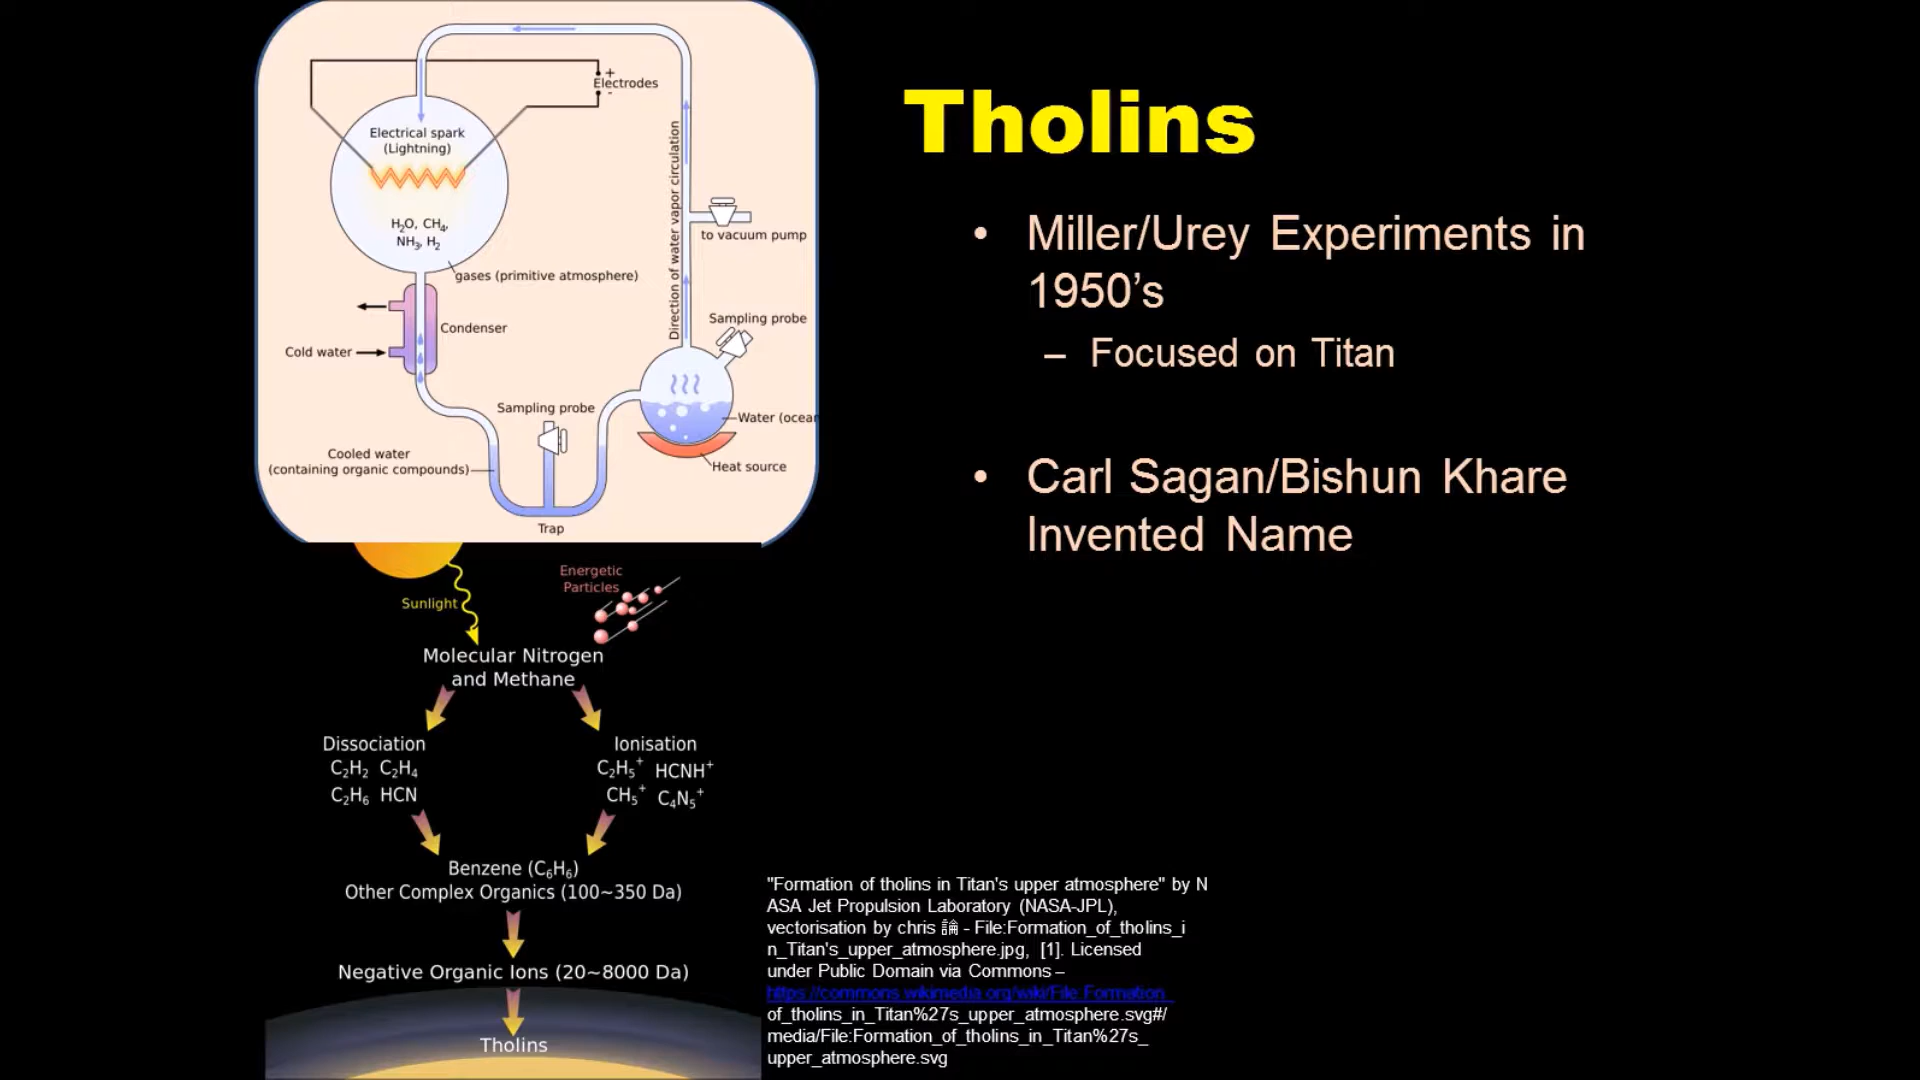 Electrodes
+
-
Electrical spark
(Lightning)
H2O, CH4,
NH3, H2
gases (primitive atmosphere)
Direction of water vapor circulation
to vacuum pump
Condenser
Cold water
Sampling probe
Sampling probe
Water (ocean
Heat source
Cooled water
(containing organic compounds)
Trap
Sunlight
Energetic
Particles
Molecular Nitrogen
and Methane
Dissociation
C2H2 C2H4
C2H6 HCN
Ionisation
C2H5+ HCNH+
CH5+ C4N5+
Benzene (C6H6)
Other Complex Organics (100~350 Da)
Negative Organic Ions (20~8000 Da)
Tholins
Tholins
• Miller/Urey Experiments in
1950’s
– Focused on Titan
• Carl Sagan/Bishun Khare
Invented Name
"Formation of tholins in Titan's upper atmosphere" by N
ASA Jet Propulsion Laboratory (NASA-JPL),
vectorisation by chris 論 - File:Formation_of_tholins_i
n_Titan's_upper_atmosphere.jpg, [1]. Licensed
under Public Domain via Commons –
https://commons.wikimedia.org/wiki/File:Formation_
of_tholins_in_Titan%27s_upper_atmosphere.svg#/
media/File:Formation_of_tholins_in_Titan%27s_
upper_atmosphere.svg